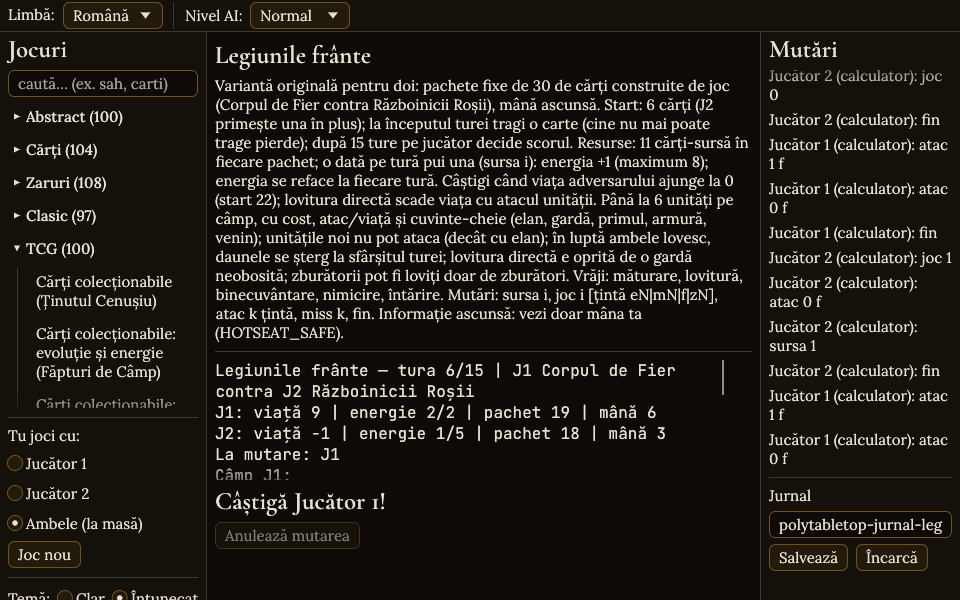 Limbă: Română ▼ Nivel AI: Normal ▼
Jocuri
caută... (ex. sah, carti)
▸ Abstract (100)
▸ Cărți (104)
▸ Zaruri (108)
▸ Clasic (97)
▾ TCG (100)
Cărți colecționabile
(Ținutul Cenușiu)
Cărți colecționabile:
evoluție și energie
(Făpturi de Câmp)
Cărți colecționabile:
Tu joci cu:
Jucător 1
Jucător 2
Ambele (la masă)
Joc nou
Temă: Clar Întunecat
Legiunile frânte
Variantă originală pentru doi: pachete fixe de 30 de cărți construite de joc
(Corpul de Fier contra Războinicii Roșii), mână ascunsă. Start: 6 cărți (J2
primește una în plus); la începutul turei tragi o carte (cine nu mai poate
trage pierde); după 15 ture pe jucător decide scorul. Resurse: 11 cărți-sursă în
fiecare pachet; o dată pe tură pui una (sursa i): energia +1 (maximum 8);
energia se reface la fiecare tură. Câștigi când viața adversarului ajunge la 0
(start 22); lovitura directă scade viața cu atacul unității. Până la 6 unități pe
câmp, cu cost, atac/viață și cuvinte-cheie (elan, gardă, primul, armură,
venin); unitățile noi nu pot ataca (decât cu elan); în luptă ambele lovesc,
daunele se șterg la sfârșitul turei; lovitura directă e oprită de o gardă
neobosită; zburătorii pot fi loviți doar de zburători. Vrăji: măturare, lovitură,
binecuvântare, nimicire, întărire. Mutări: sursa i, joc i [țintă eN|mN|f|zN],
atac k țintă, miss k, fin. Informație ascunsă: vezi doar mâna ta
(HOTSEAT_SAFE).
Legiunile frânte — tura 6/15 | J1 Corpul de Fier
contra J2 Războinicii Roșii
J1: viață 9 | energie 2/2 | pachet 19 | mână 6
J2: viață -1 | energie 1/5 | pachet 18 | mână 3
La mutare: J1
Câmp J1:
Câștigă Jucător 1!
Anulează mutarea
Mutări
Jucător 2 (calculator): joc
0
Jucător 2 (calculator): fin
Jucător 1 (calculator): atac
1 f
Jucător 1 (calculator): atac
0 f
Jucător 1 (calculator): fin
Jucător 2 (calculator): joc 1
Jucător 2 (calculator):
atac 0 f
Jucător 2 (calculator):
sursa 1
Jucător 2 (calculator): fin
Jucător 1 (calculator): atac
1 f
Jucător 1 (calculator): atac
0 f
Jurnal
polytabletop-jurnal-leg
Salvează Încarcă